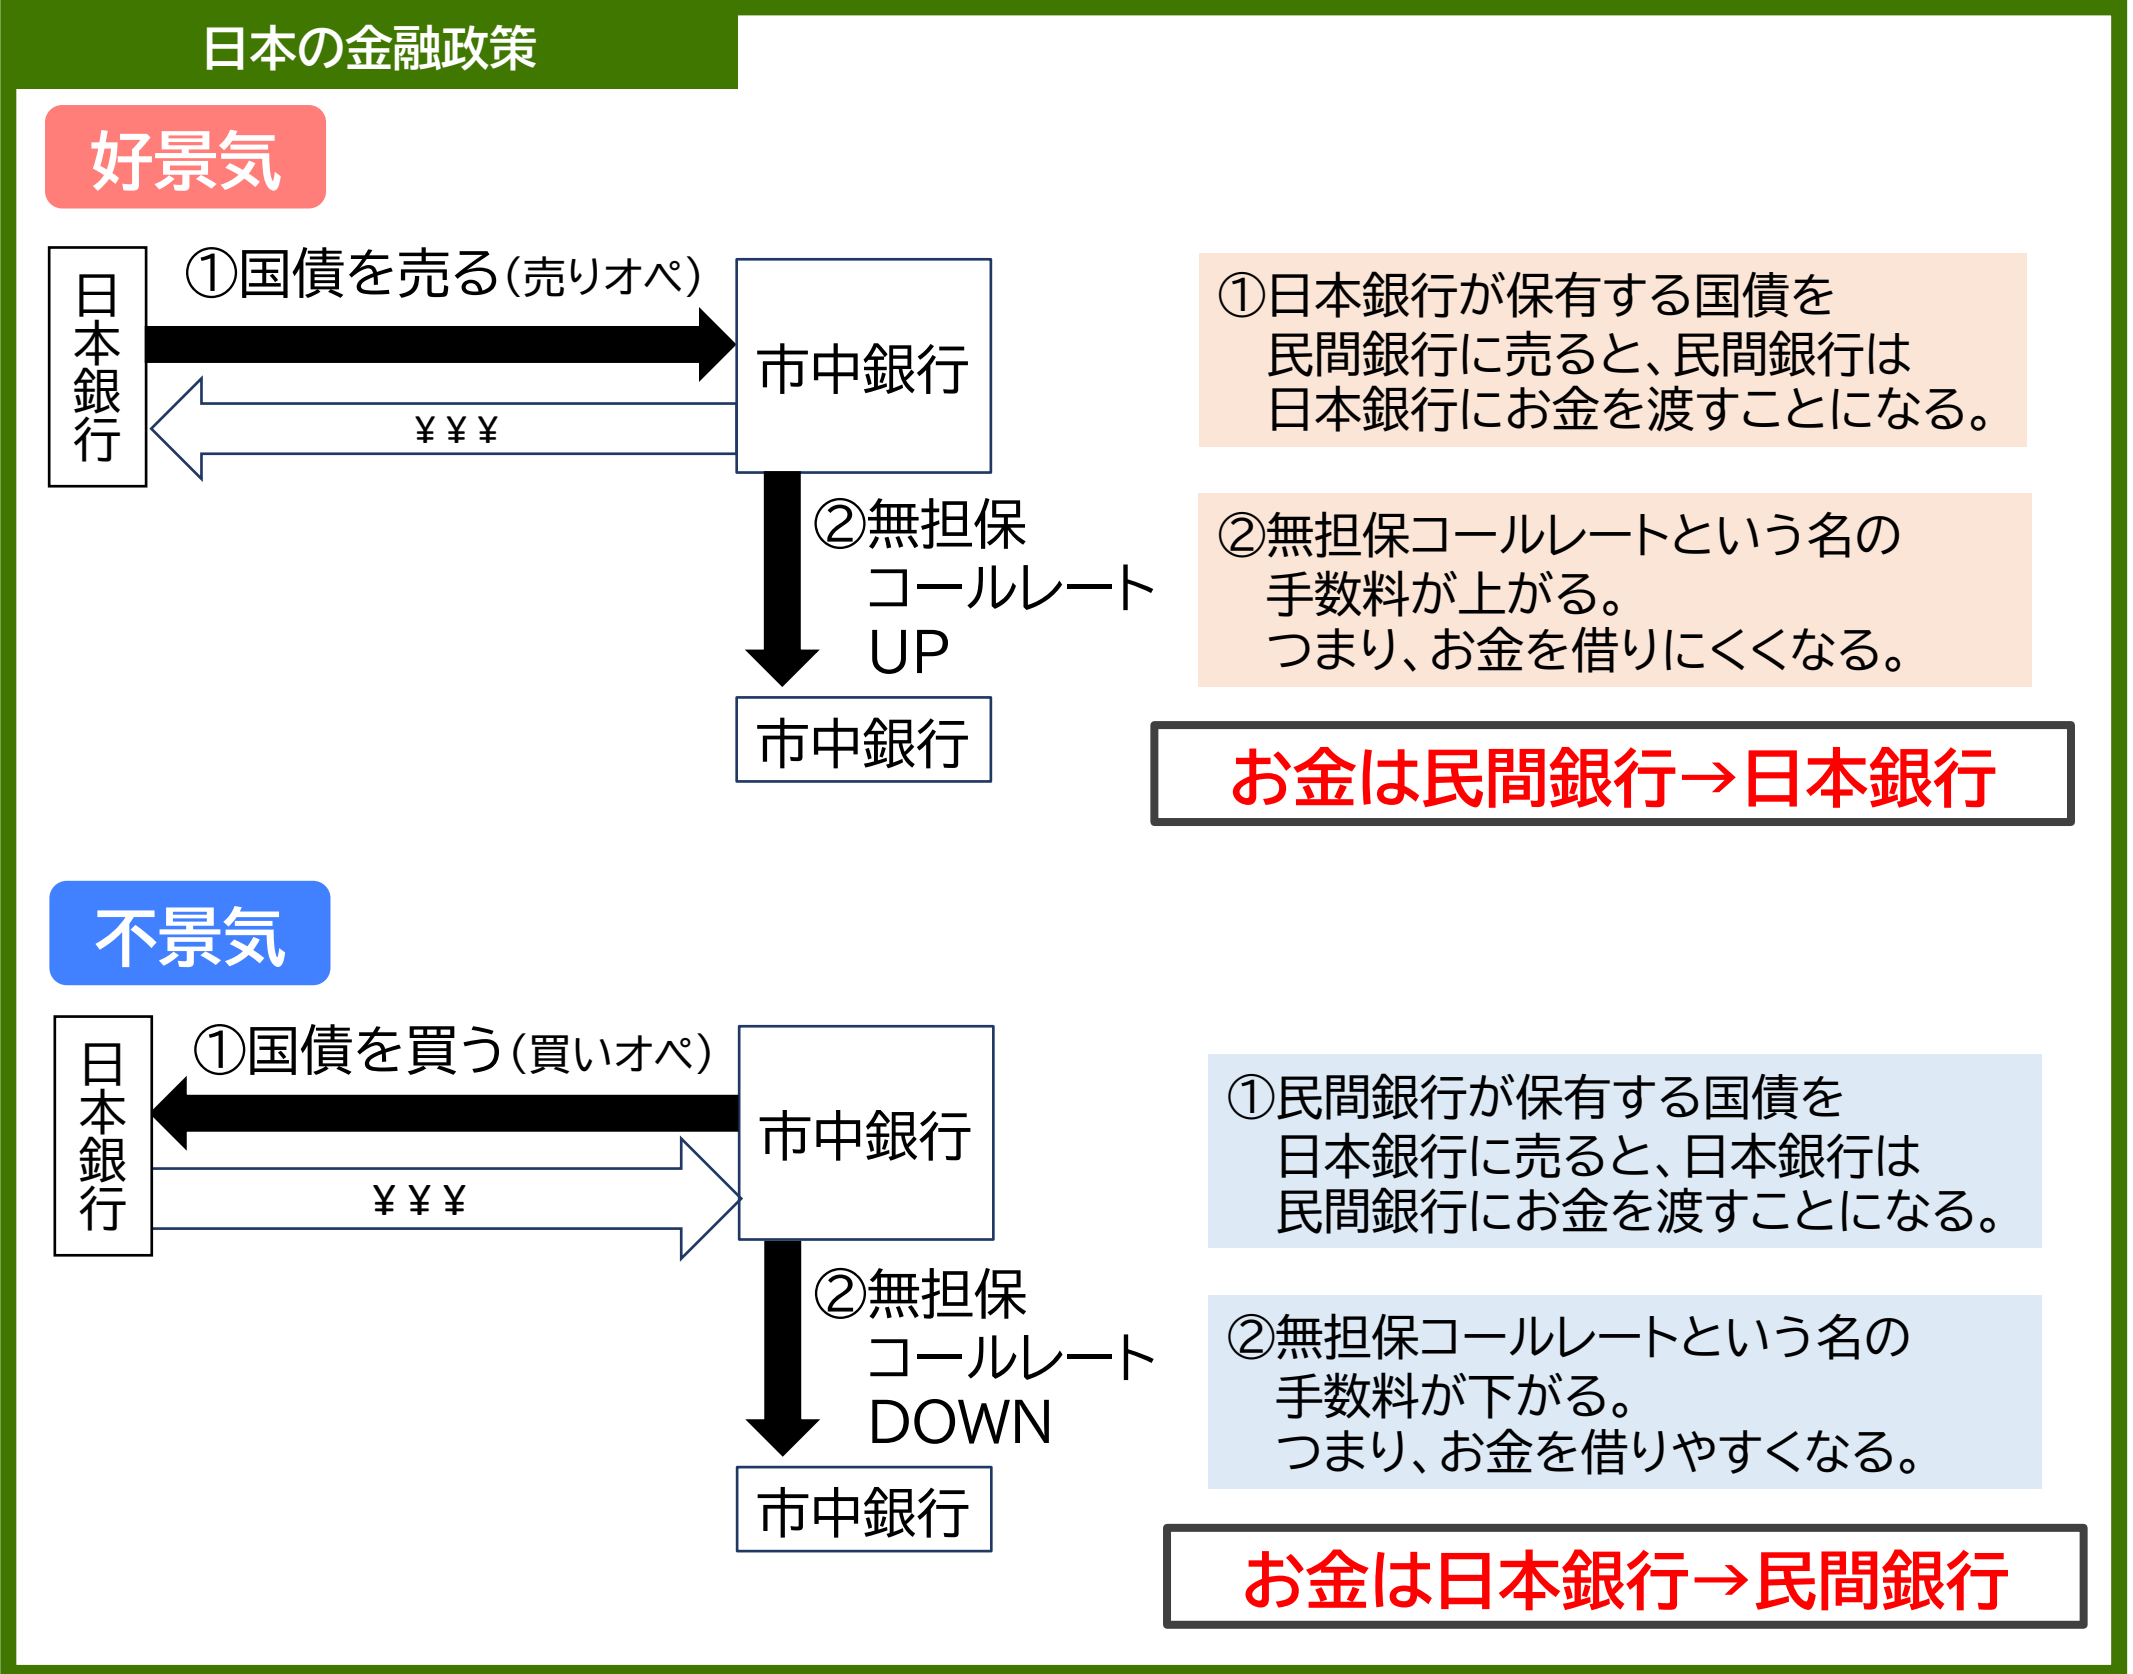 日本の金融政策
好景気
日本銀行
①国債を売る(売りオペ)
¥¥¥
市中銀行
②無担保
コールレート
UP
市中銀行
①日本銀行が保有する国債を
民間銀行に売ると、民間銀行は
日本銀行にお金を渡すことになる。
②無担保コールレートという名の
手数料が上がる。
つまり、お金を借りにくくなる。
お金は民間銀行→日本銀行
不景気
日本銀行
①国債を買う(買いオペ)
¥¥¥
市中銀行
②無担保
コールレート
DOWN
市中銀行
①民間銀行が保有する国債を
日本銀行に売ると、日本銀行は
民間銀行にお金を渡すことになる。
②無担保コールレートという名の
手数料が下がる。
つまり、お金を借りやすくなる。
お金は日本銀行→民間銀行